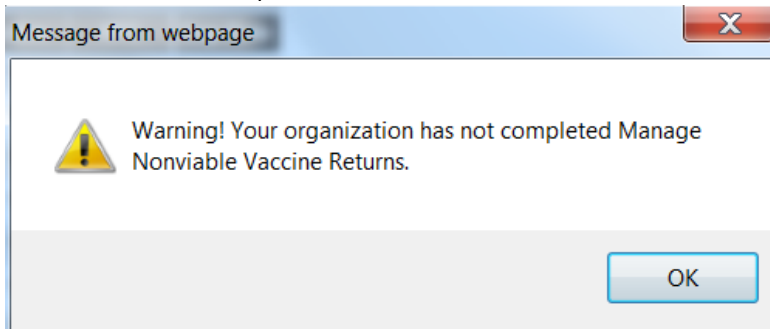 Message from webpage
X
Warning! Your organization has not completed Manage
Nonviable Vaccine Returns.
OK